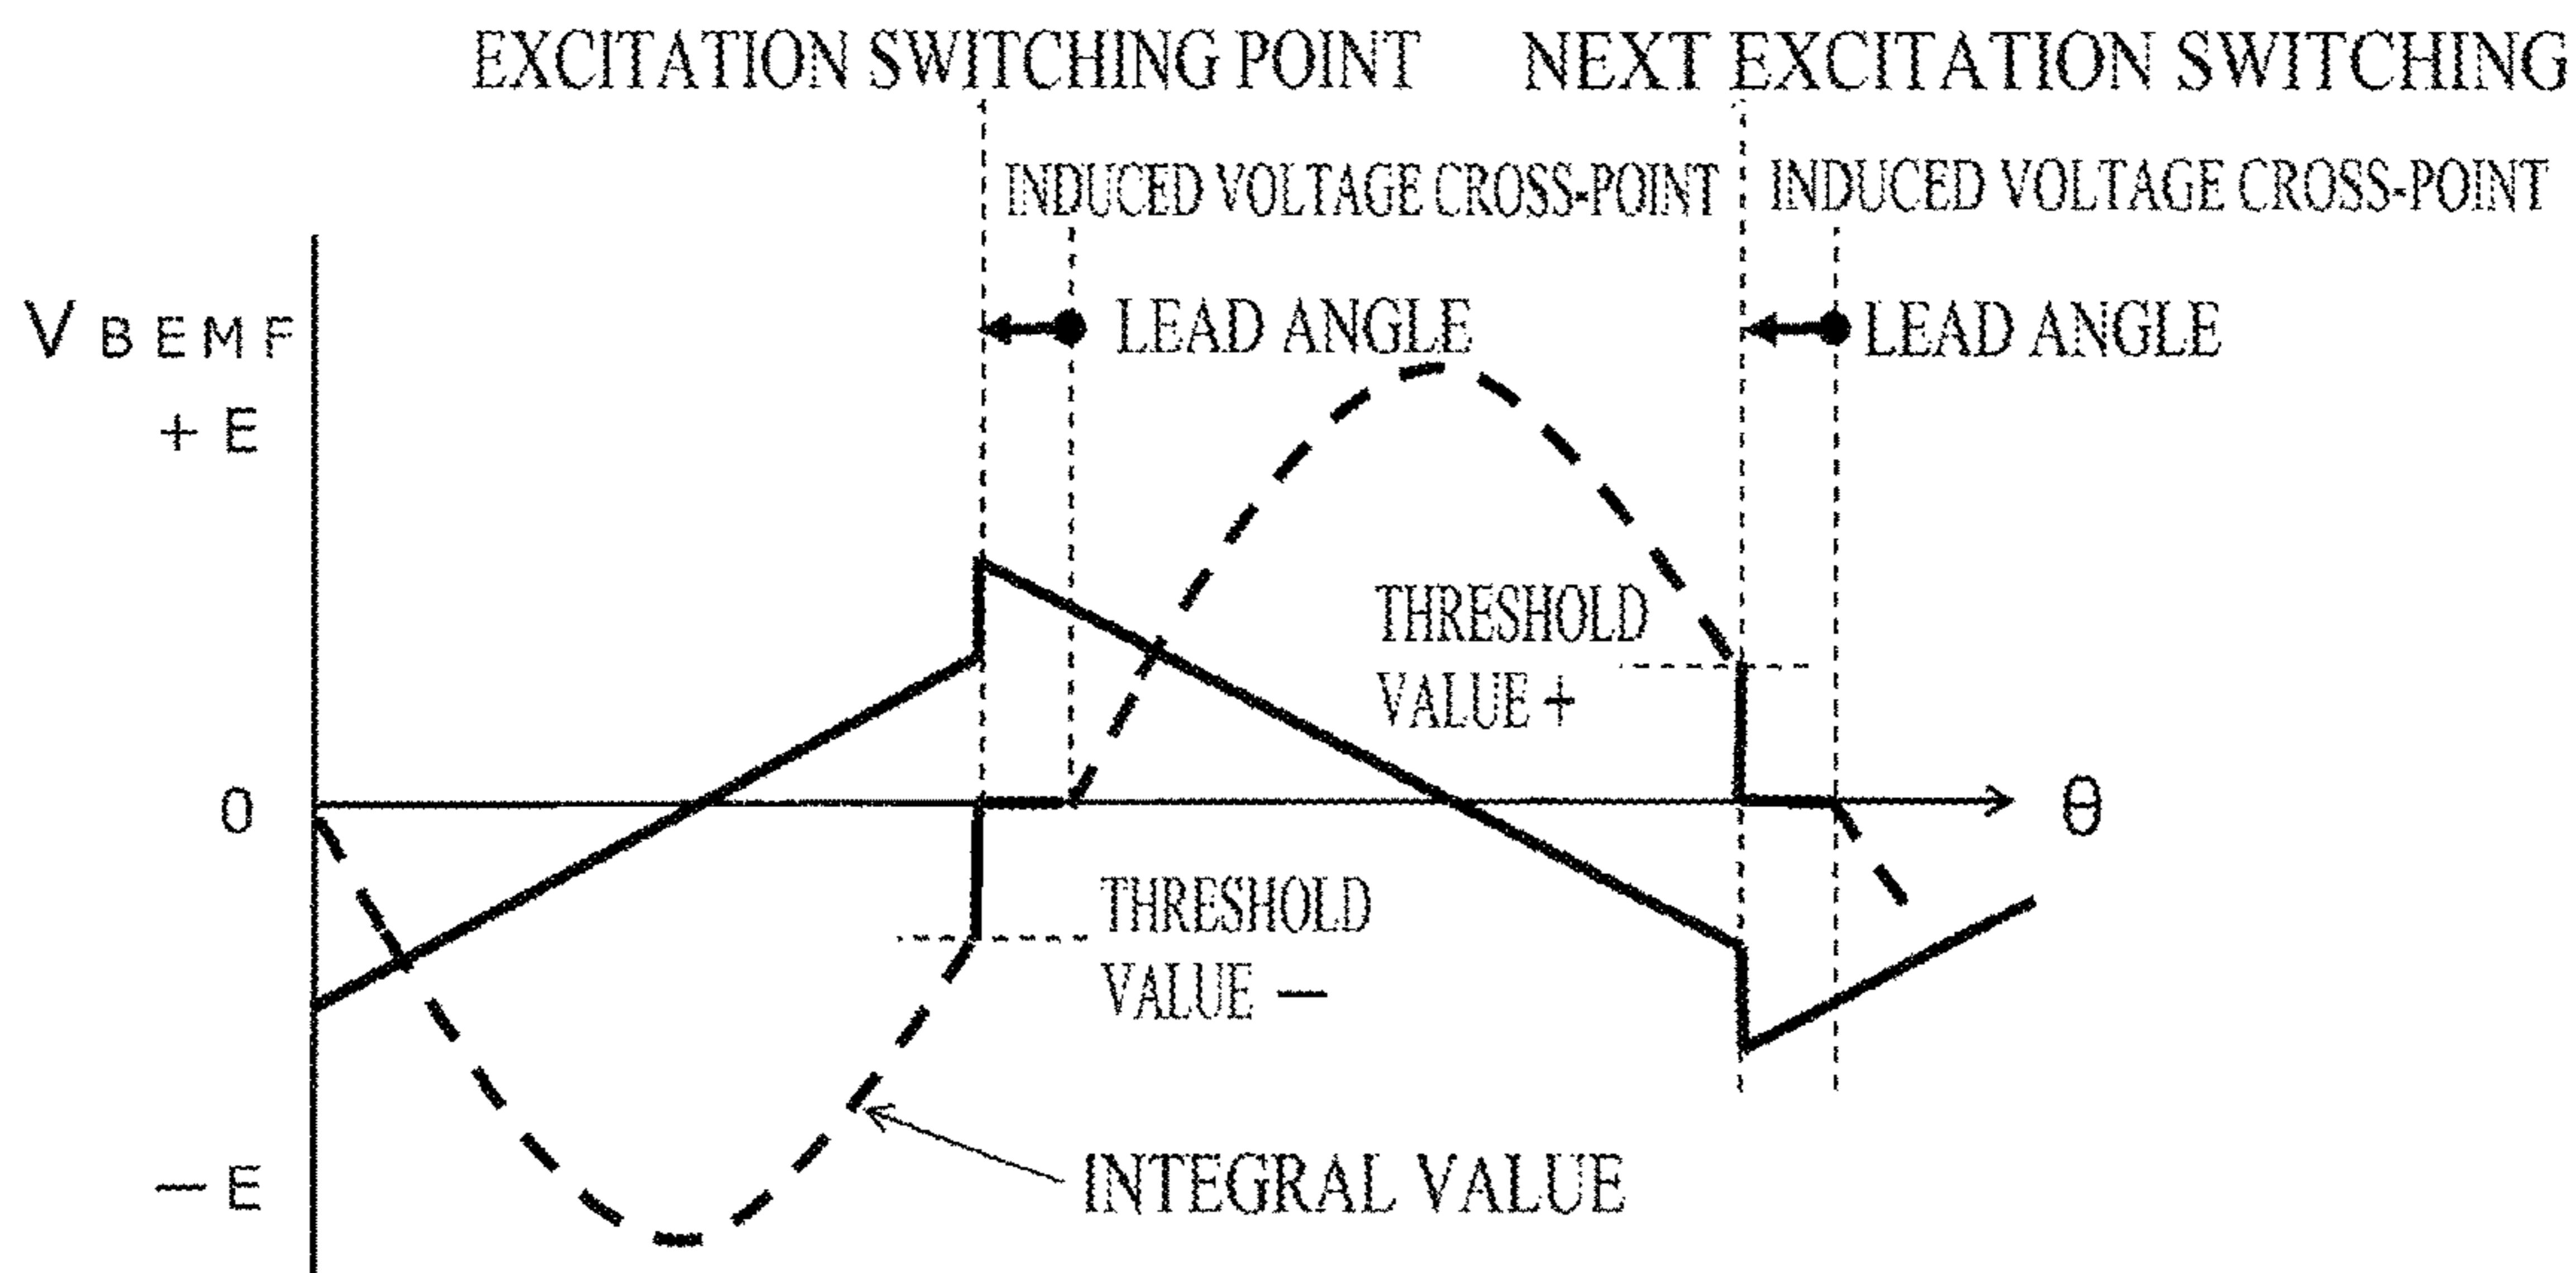 EXCITATION SWITCHING POINT NEXT EXCITATION SWITCHING
INDUCED VOLTAGE CROSS-POINT INDUCED VOLTAGE CROSS-POINT
VBEMF LEAD ANGLE LEAD ANGLE
+E
THRESHOLD
VALUE +
0 θ
THRESHOLD
VALUE −
−E INTEGRAL VALUE